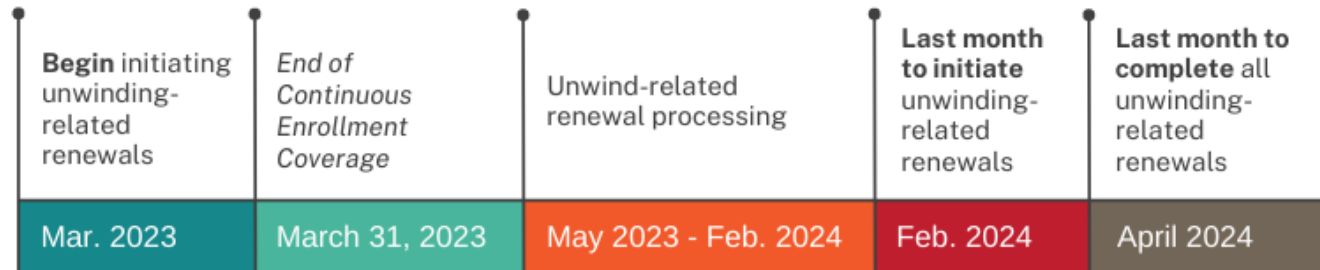 Begin initiating
unwinding-
related
renewals
Mar. 2023
End of
Continuous
Enrollment
Coverage
March 31, 2023
Unwind-related
renewal processing
May 2023 - Feb. 2024
Last month
to initiate
unwinding-
related
renewals
Feb. 2024
Last month to
complete all
unwinding-
related
renewals
April 2024